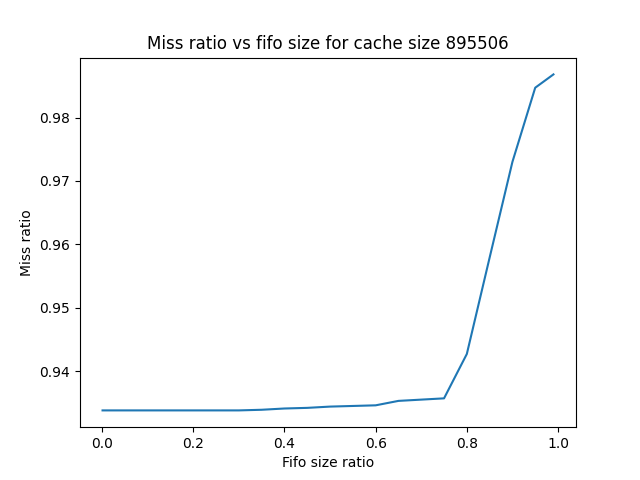 Miss ratio vs fifo size for cache size 895506
0.98
0.97
0.96
0.95
0.94
Miss ratio
0.0 0.2 0.4 0.6 0.8 1.0
Fifo size ratio